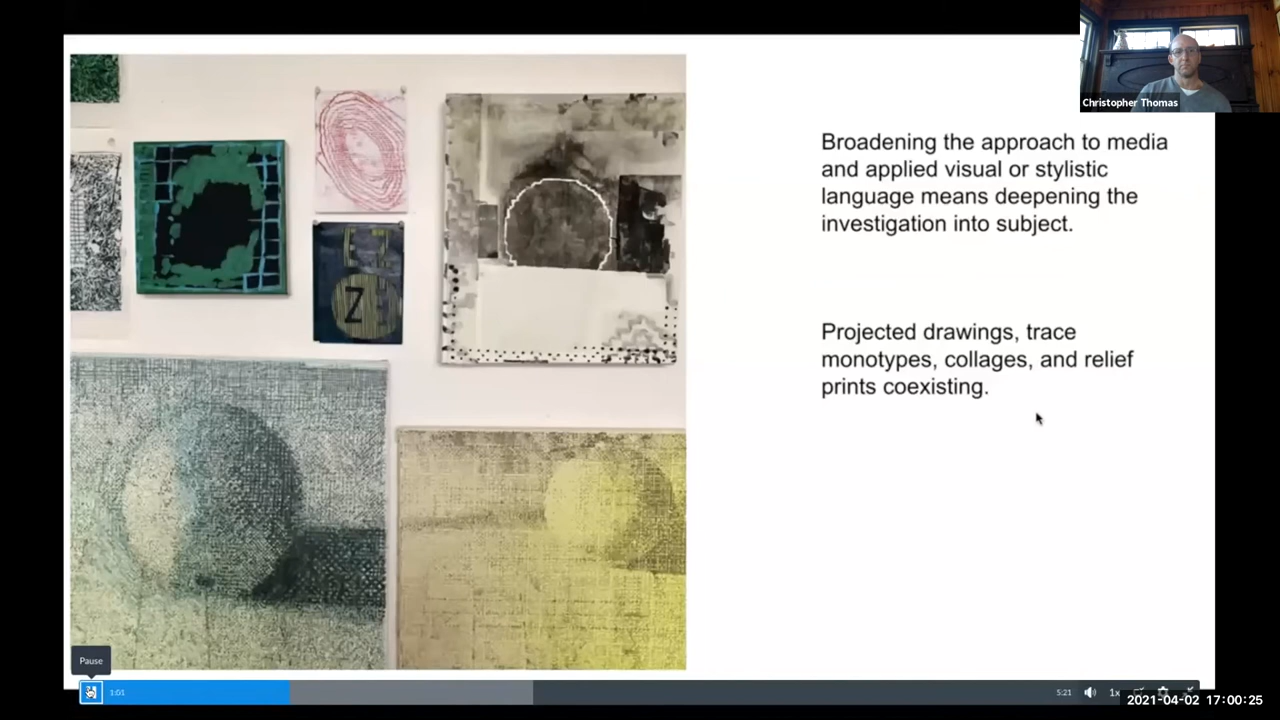 Christopher Thomas
Broadening the approach to media
and applied visual or stylistic
language means deepening the
investigation into subject.
Projected drawings, trace
monotypes, collages, and relief
prints coexisting.
Z
Pause
1:01
5:21
1x
2021-04-02 17:00:25